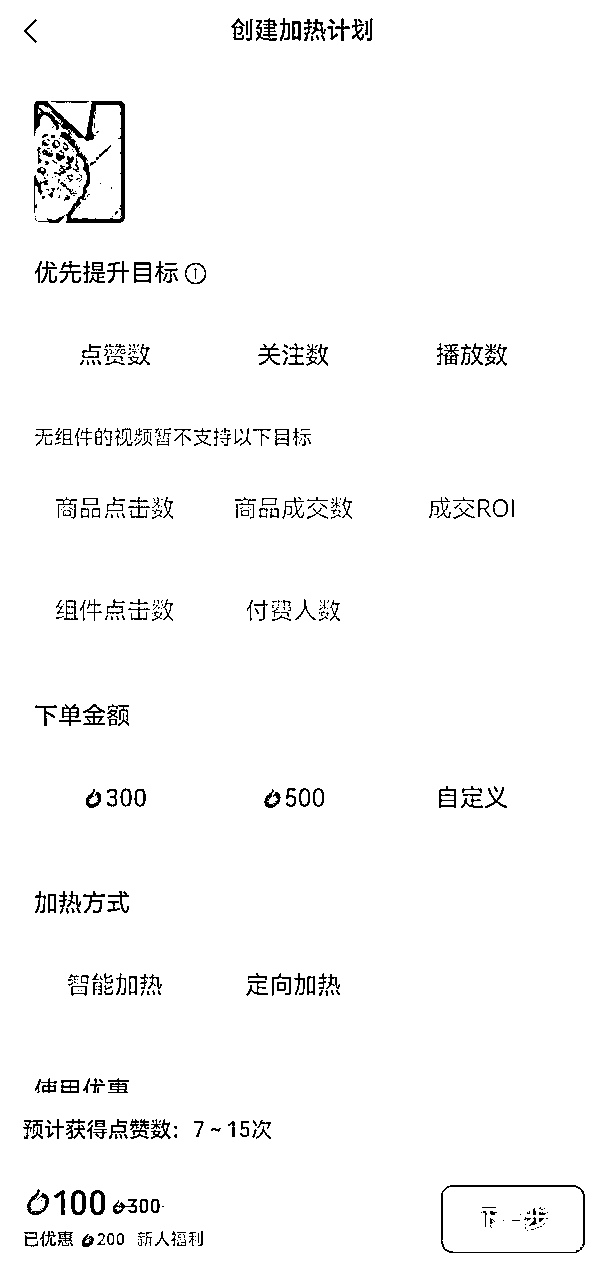 创建加热计划
优先提升目标
点赞数 关注数 播放数
无组件的视频暂不支持以下目标
商品点击数 商品成交数 成交ROI
组件点击数 付费人数
下单金额
300 500 自定义
加热方式
智能加热 定向加热
使用优惠
预计获得点赞数：7~15次
100 300
已优惠 200 新人福利
下一步